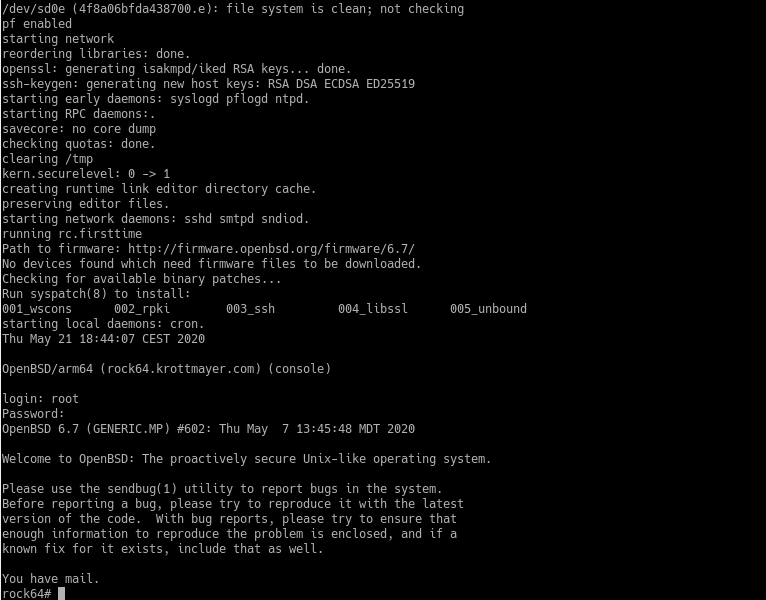 /dev/sd0e (4f8a06bfda438700.e): file system is clean; not checking
pf enabled
starting network
reordering libraries: done.
openssl: generating isakmpd/iked RSA keys... done.
ssh-keygen: generating new host keys: RSA DSA ECDSA ED25519
starting early daemons: syslogd pflogd ntpd.
starting RPC daemons:.
savecore: no core dump
checking quotas: done.
clearing /tmp
kern.securelevel: 0 -> 1
creating runtime link editor directory cache.
preserving editor files.
starting network daemons: sshd smtpd sndiod.
running rc.firsttime
Path to firmware: http://firmware.openbsd.org/firmware/6.7/
No devices found which need firmware files to be downloaded.
Checking for available binary patches...
Run syspatch(8) to install:
001_wscons      002_rpki        003_ssh         004_libssl      005_unbound
starting local daemons: cron.
Thu May 21 18:44:07 CEST 2020
OpenBSD/arm64 (rock64.krottmayer.com) (console)
login: root
Password:
OpenBSD 6.7 (GENERIC.MP) #602: Thu May  7 13:45:48 MDT 2020
Welcome to OpenBSD: The proactively secure Unix-like operating system.
Please use the sendbug(1) utility to report bugs in the system.
Before reporting a bug, please try to reproduce it with the latest
version of the code.  With bug reports, please try to ensure that
enough information to reproduce the problem is enclosed, and if a
known fix for it exists, include that as well.
You have mail.
rock64#